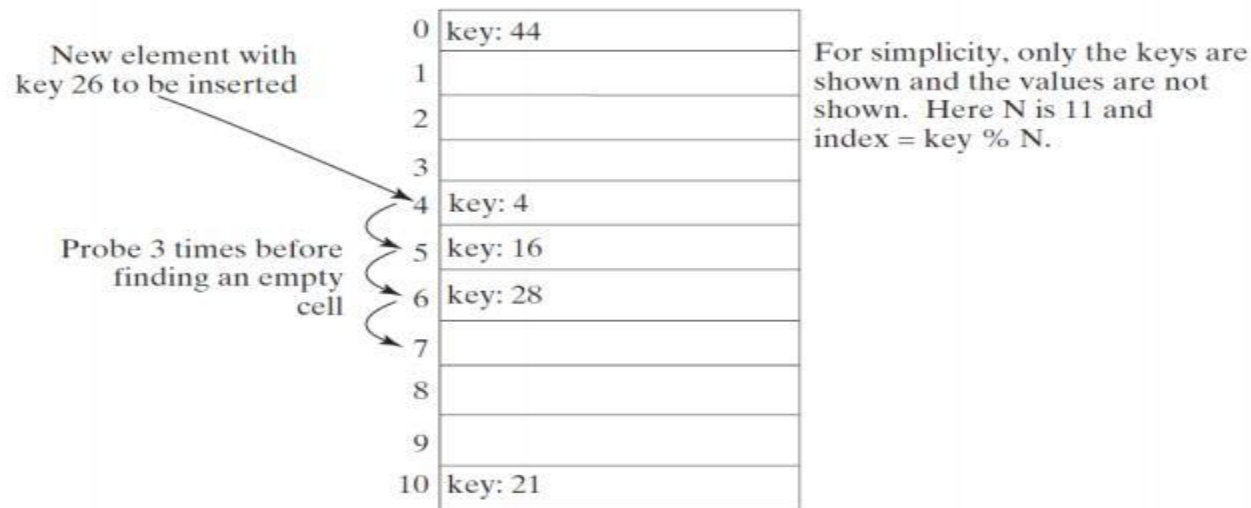 New element with
key 26 to be inserted
Probe 3 times before
finding an empty
cell
0 key: 44
1
2
3
4 key: 4
5 key: 16
6 key: 28
7
8
9
10 key: 21
For simplicity, only the keys are
shown and the values are not
shown. Here N is 11 and
index = key % N.